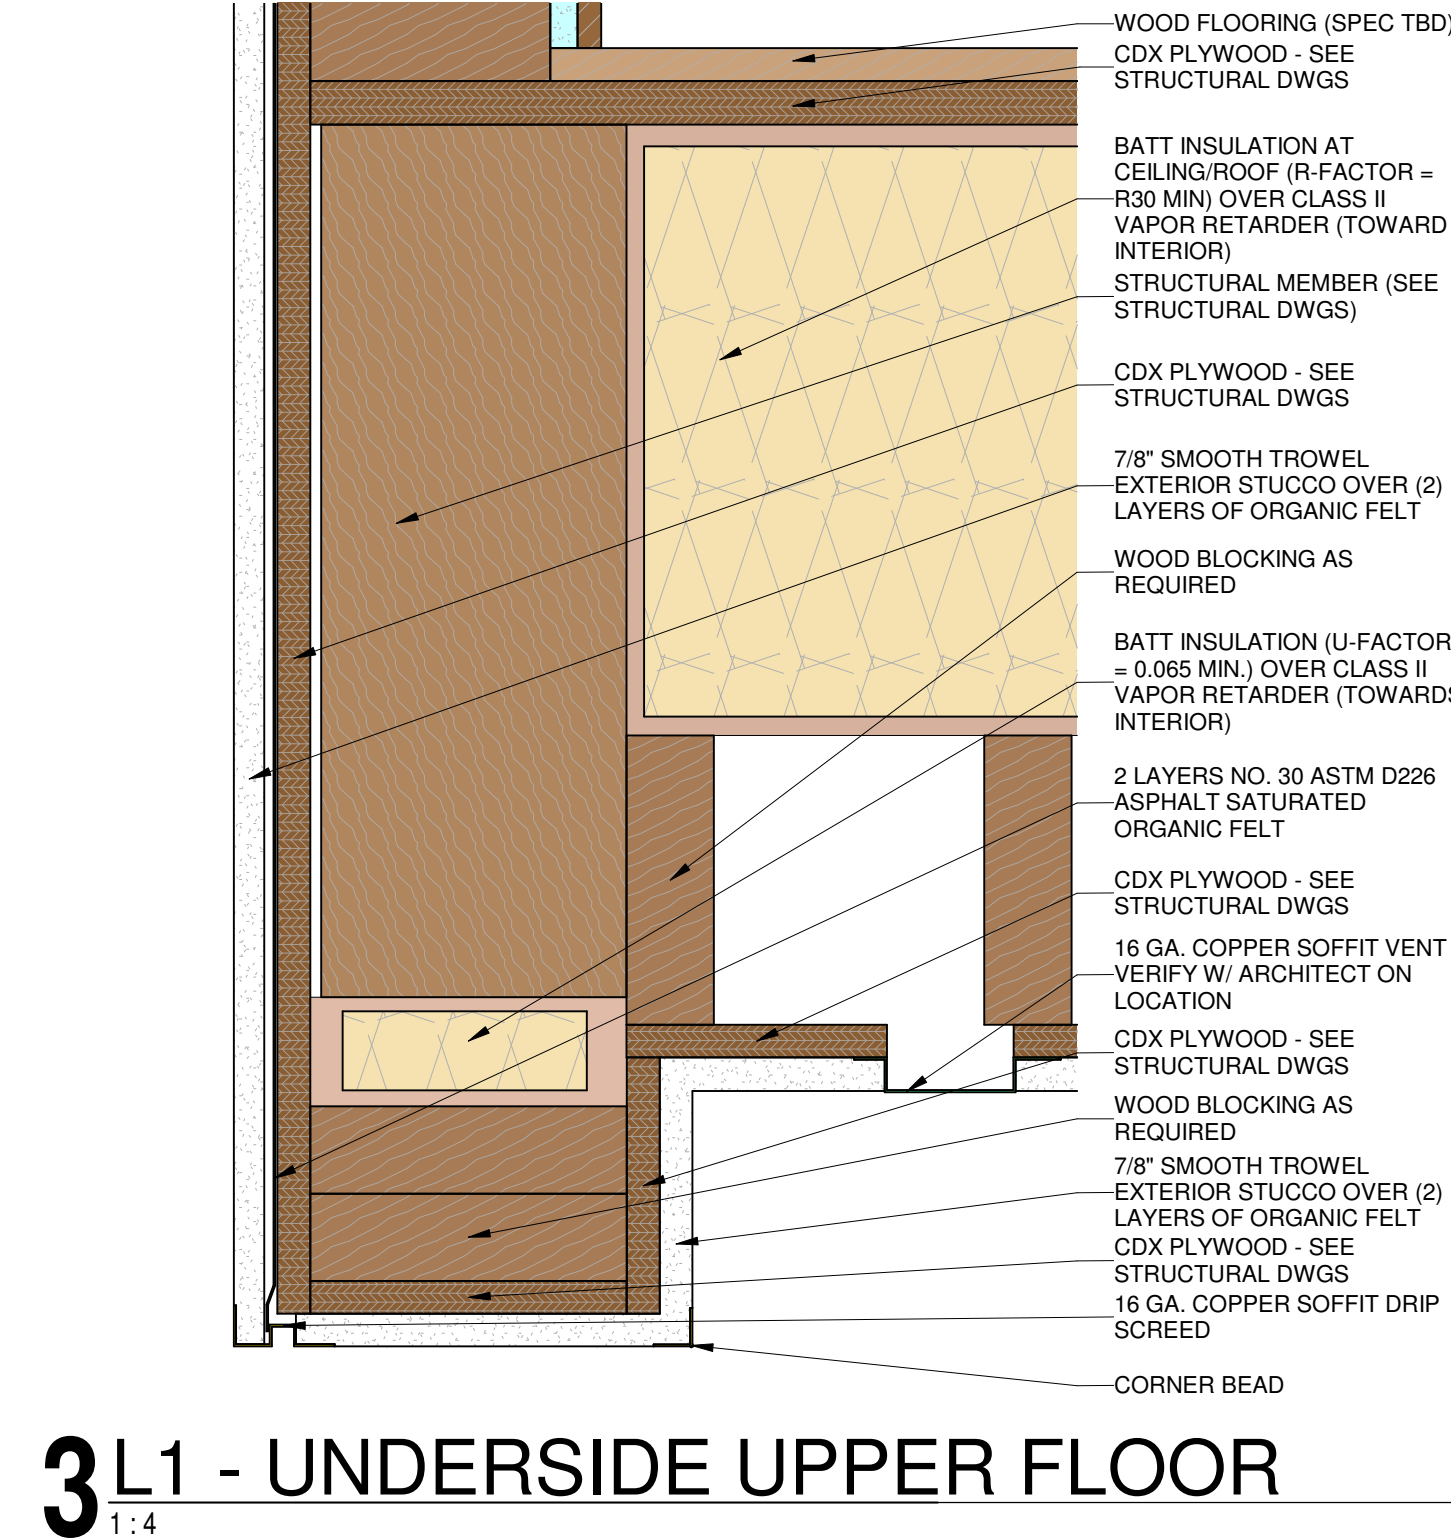 WOOD FLOORING (SPEC TBD)
CDX PLYWOOD - SEE
STRUCTURAL DWGS
BATT INSULATION AT
CEILING/ROOF (R-FACTOR =
R30 MIN) OVER CLASS II
VAPOR RETARDER (TOWARD
INTERIOR)
STRUCTURAL MEMBER (SEE
STRUCTURAL DWGS)
CDX PLYWOOD - SEE
STRUCTURAL DWGS
7/8" SMOOTH TROWEL
EXTERIOR STUCCO OVER (2)
LAYERS OF ORGANIC FELT
WOOD BLOCKING AS
REQUIRED
BATT INSULATION (U-FACTOR
= 0.065 MIN.) OVER CLASS II
VAPOR RETARDER (TOWARDS
INTERIOR)
2 LAYERS NO. 30 ASTM D226
ASPHALT SATURATED
ORGANIC FELT
CDX PLYWOOD - SEE
STRUCTURAL DWGS
16 GA. COPPER SOFFIT VENT
VERIFY W/ ARCHITECT ON
LOCATION
CDX PLYWOOD - SEE
STRUCTURAL DWGS
WOOD BLOCKING AS
REQUIRED
7/8" SMOOTH TROWEL
EXTERIOR STUCCO OVER (2)
LAYERS OF ORGANIC FELT
CDX PLYWOOD - SEE
STRUCTURAL DWGS
16 GA. COPPER SOFFIT DRIP
SCREED
CORNER BEAD
3 L1 - UNDERSIDE UPPER FLOOR
1 : 4